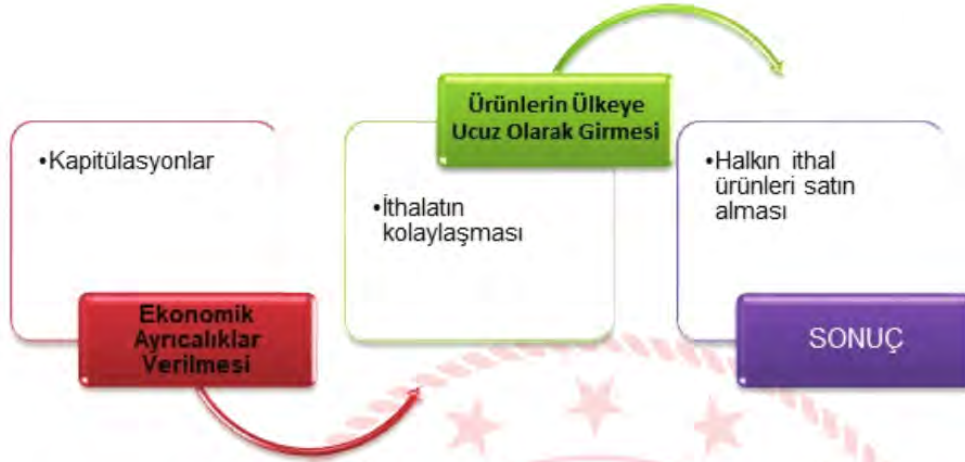 •Kapitülasyonlar
Ekonomik
Ayrıcalıklar
Verilmesi
Ürünlerin Ülkeye
Ucuz Olarak Girmesi
•İthalatın
kolaylaşması
•Halkın ithal
ürünleri satın
alması
SONUÇ